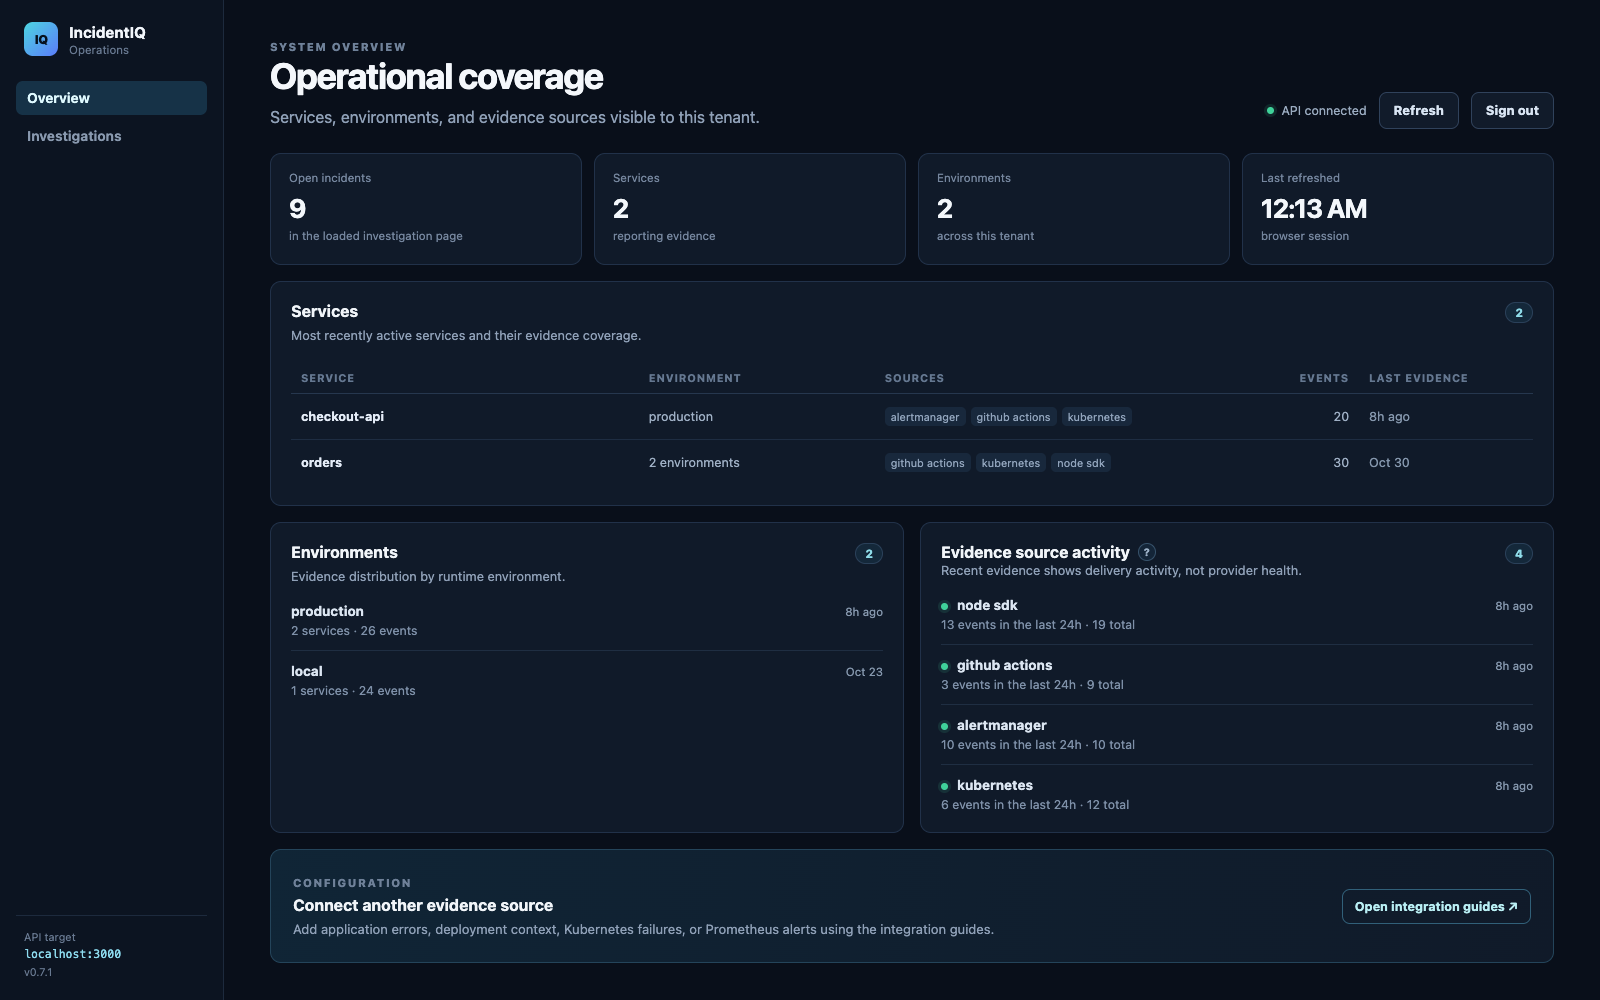 IQ
IncidentIQ
Operations
Overview
Investigations
API target
localhost:3000
v0.7.1
SYSTEM OVERVIEW
Operational coverage
Services, environments, and evidence sources visible to this tenant.
API connected
Refresh
Sign out
Open incidents
9
in the loaded investigation page
Services
2
reporting evidence
Environments
2
across this tenant
Last refreshed
12:13 AM
browser session
Services
2
Most recently active services and their evidence coverage.
SERVICE ENVIRONMENT SOURCES EVENTS LAST EVIDENCE
checkout-api production alertmanager github actions kubernetes 20 8h ago
orders 2 environments github actions kubernetes node sdk 30 Oct 30
Environments
2
Evidence distribution by runtime environment.
production 8h ago
2 services · 26 events
local Oct 23
1 services · 24 events
Evidence source activity ?
4
Recent evidence shows delivery activity, not provider health.
node sdk 8h ago
13 events in the last 24h · 19 total
github actions 8h ago
3 events in the last 24h · 9 total
alertmanager 8h ago
10 events in the last 24h · 10 total
kubernetes 8h ago
6 events in the last 24h · 12 total
CONFIGURATION
Connect another evidence source
Add application errors, deployment context, Kubernetes failures, or Prometheus alerts using the integration guides.
Open integration guides ↗